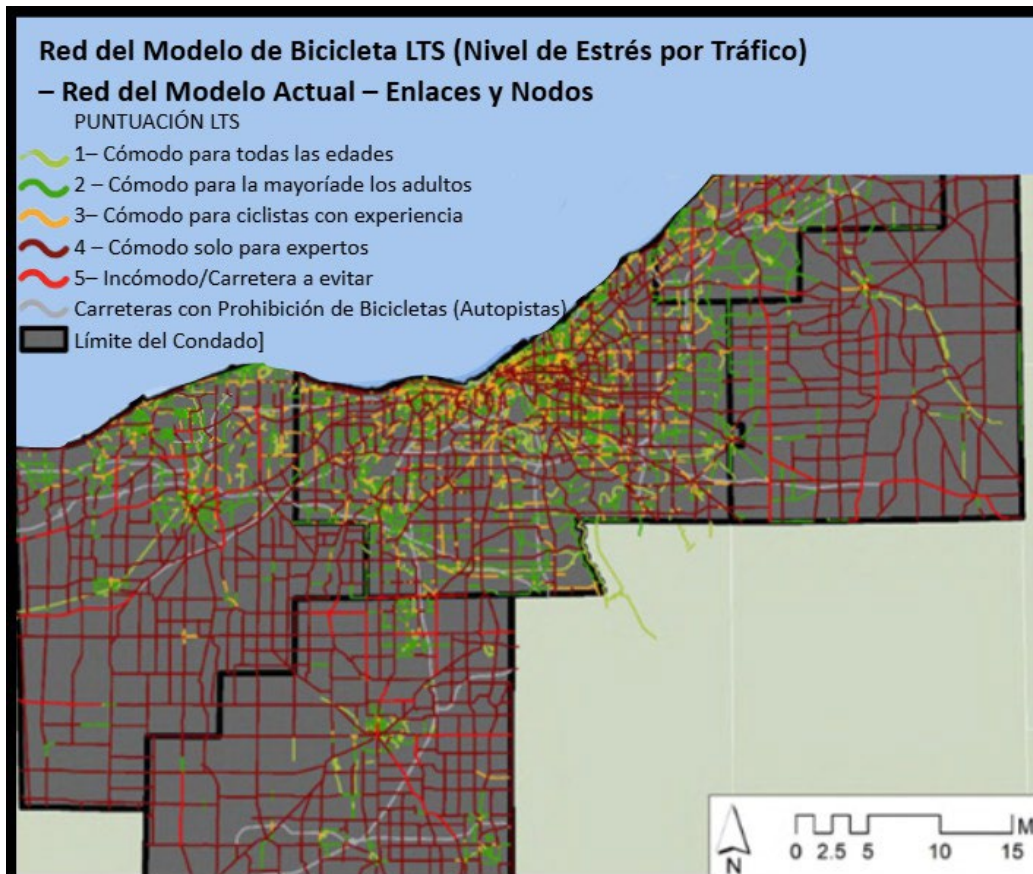 Red del Modelo de Bicicleta LTS (Nivel de Estrés por Tráfico)
– Red del Modelo Actual – Enlaces y Nodos
PUNTUACIÓN LTS
1– Cómodo para todas las edades
2 – Cómodo para la mayoríade los adultos
3– Cómodo para ciclistas con experiencia
4 – Cómodo solo para expertos
5– Incómodo/Carretera a evitar
Carreteras con Prohibición de Bicicletas (Autopistas)
Límite del Condado]
N
M
0 2.5 5 10 15